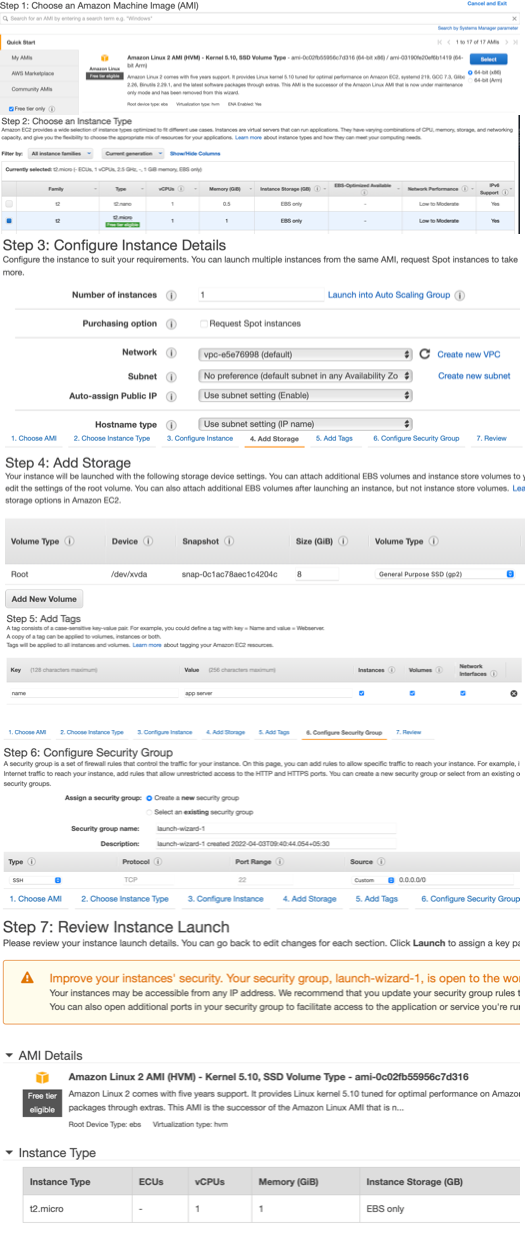 Step 1: Choose an Amazon Machine Image (AMI)
Cancel and Exit
Search for an AMI by entering a search term e.g. "Windows"
Search by Systems Manager parameter
Quick Start
1 to 17 of 17 AMIs
My AMIs
AWS Marketplace
Community AMIs
Free tier only
Amazon Linux
Free tier eligible
Amazon Linux 2 AMI (HVM) - Kernel 5.10, SSD Volume Type - ami-0c02fb55956c7d316 (64-bit x86) / ami-03190fe20ef6b1419 (64-bit Arm)
Amazon Linux 2 comes with five years support. It provides Linux kernel 5.10 tuned for optimal performance on Amazon EC2, systemd 219, GCC 7.3, Glibc
2.26, Binutils 2.29.1, and the latest software packages through extras. This AMI is the successor of the Amazon Linux AMI that is now under maintenance
only mode and has been removed from this wizard.
Root device type: ebs Virtualization type: hvm ENA Enabled: Yes
Select
64-bit (x86)
64-bit (Arm)
Step 2: Choose an Instance Type
Amazon EC2 provides a wide selection of instance types optimized to fit different use cases. Instances are virtual servers that can run applications. They have varying combinations of CPU, memory, storage, and networking
capacity, and give you the flexibility to choose the appropriate mix of resources for your applications. Learn more about instance types and how they can meet your computing needs.
Filter by: All instance families Current generation Show/Hide Columns
Currently selected: t2.micro (- ECUs, 1 vCPUs, 2.5 GHz, -, 1 GiB memory, EBS only)
Family Type vCPUs Memory (GiB) Instance Storage (GB) EBS-Optimized Available Network Performance IPv6 Support
t2 t2.nano 1 0.5 EBS only - Low to Moderate Yes
t2 t2.micro Free tier eligible 1 1 EBS only - Low to Moderate Yes
Step 3: Configure Instance Details
Configure the instance to suit your requirements. You can launch multiple instances from the same AMI, request Spot instances to take
more.
Number of instances 1 Launch into Auto Scaling Group
Purchasing option Request Spot instances
Network vpc-e5e76998 (default) Create new VPC
Subnet No preference (default subnet in any Availability Zo Create new subnet
Auto-assign Public IP Use subnet setting (Enable)
Hostname type Use subnet setting (IP name)
1. Choose AMI 2. Choose Instance Type 3. Configure Instance 4. Add Storage 5. Add Tags 6. Configure Security Group 7. Review
Step 4: Add Storage
Your instance will be launched with the following storage device settings. You can attach additional EBS volumes and instance store volumes to y
edit the settings of the root volume. You can also attach additional EBS volumes after launching an instance, but not instance store volumes. Lea
storage options in Amazon EC2.
Volume Type Device Snapshot Size (GiB) Volume Type
Root /dev/xvda snap-0c1ac78aec1c4204c 8 General Purpose SSD (gp2)
Add New Volume
Step 5: Add Tags
A tag consists of a case-sensitive key-value pair. For example, you could define a tag with key = Name and value = Webserver.
A copy of a tag can be applied to volumes, instances or both.
Tags will be applied to all instances and volumes. Learn more about tagging your Amazon EC2 resources.
Key (128 characters maximum) Value (256 characters maximum) Instances Volumes Network Interfaces
name app server
1. Choose AMI 2. Choose Instance Type 3. Configure Instance 4. Add Storage 5. Add Tags 6. Configure Security Group 7. Review
Step 6: Configure Security Group
A security group is a set of firewall rules that control the traffic for your instance. On this page, you can add rules to allow specific traffic to reach your instance. For example, i
Internet traffic to reach your instance, add rules that allow unrestricted access to the HTTP and HTTPS ports. You can create a new security group or select from an existing o
security groups.
Assign a security group: Create a new security group
Select an existing security group
Security group name: launch-wizard-1
Description: launch-wizard-1 created 2022-04-03T09:40:44.054+05:30
Type Protocol Port Range Source
SSH TCP 22 Custom 0.0.0.0/0
1. Choose AMI 2. Choose Instance Type 3. Configure Instance 4. Add Storage 5. Add Tags 6. Configure Security Group
Step 7: Review Instance Launch
Please review your instance launch details. You can go back to edit changes for each section. Click Launch to assign a key pa
Improve your instances' security. Your security group, launch-wizard-1, is open to the wo
Your instances may be accessible from any IP address. We recommend that you update your security group rules t
You can also open additional ports in your security group to facilitate access to the application or service you're ru
AMI Details
Amazon Linux 2 AMI (HVM) - Kernel 5.10, SSD Volume Type - ami-0c02fb55956c7d316
Free tier eligible
Amazon Linux 2 comes with five years support. It provides Linux kernel 5.10 tuned for optimal performance on Amazon
packages through extras. This AMI is the successor of the Amazon Linux AMI that is n...
Root Device Type: ebs Virtualization type: hvm
Instance Type
Instance Type ECUs vCPUs Memory (GiB) Instance Storage (GB)
t2.micro - 1 1 EBS only